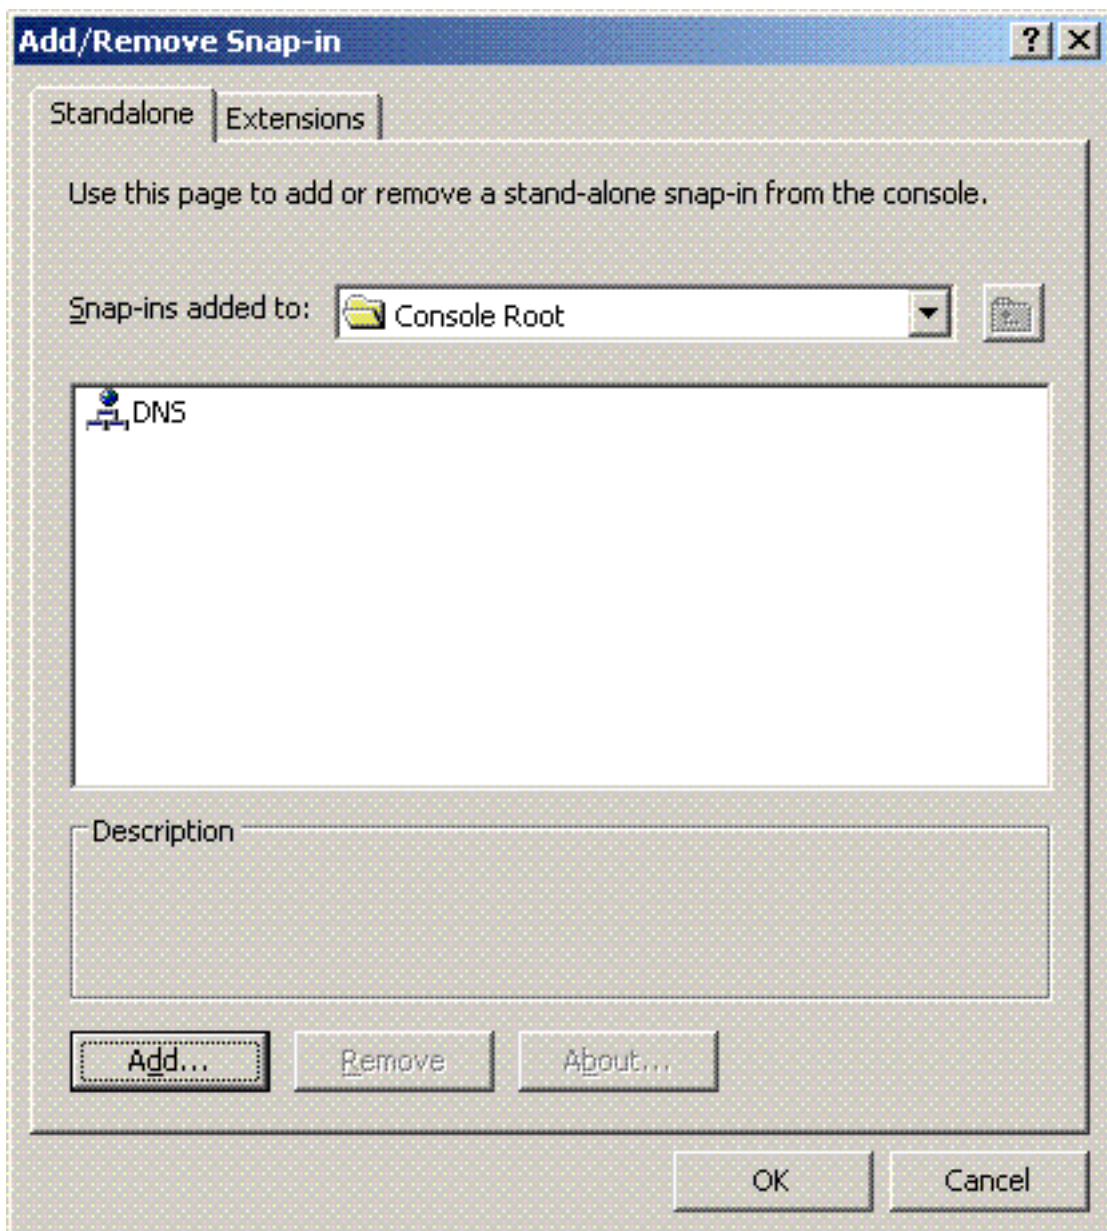 Add/Remove Snap-in
Standalone
Extensions
Use this page to add or remove a stand-alone snap-in from the console.
Snap-ins added to:
Console Root
DNS
Description
Add...
Remove
About...
OK
Cancel